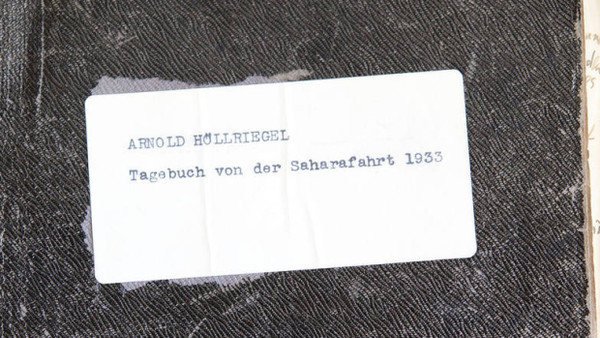 ARNOLD HÖLLRIEGEL
Tagebuch von der Saharafahrt 1933